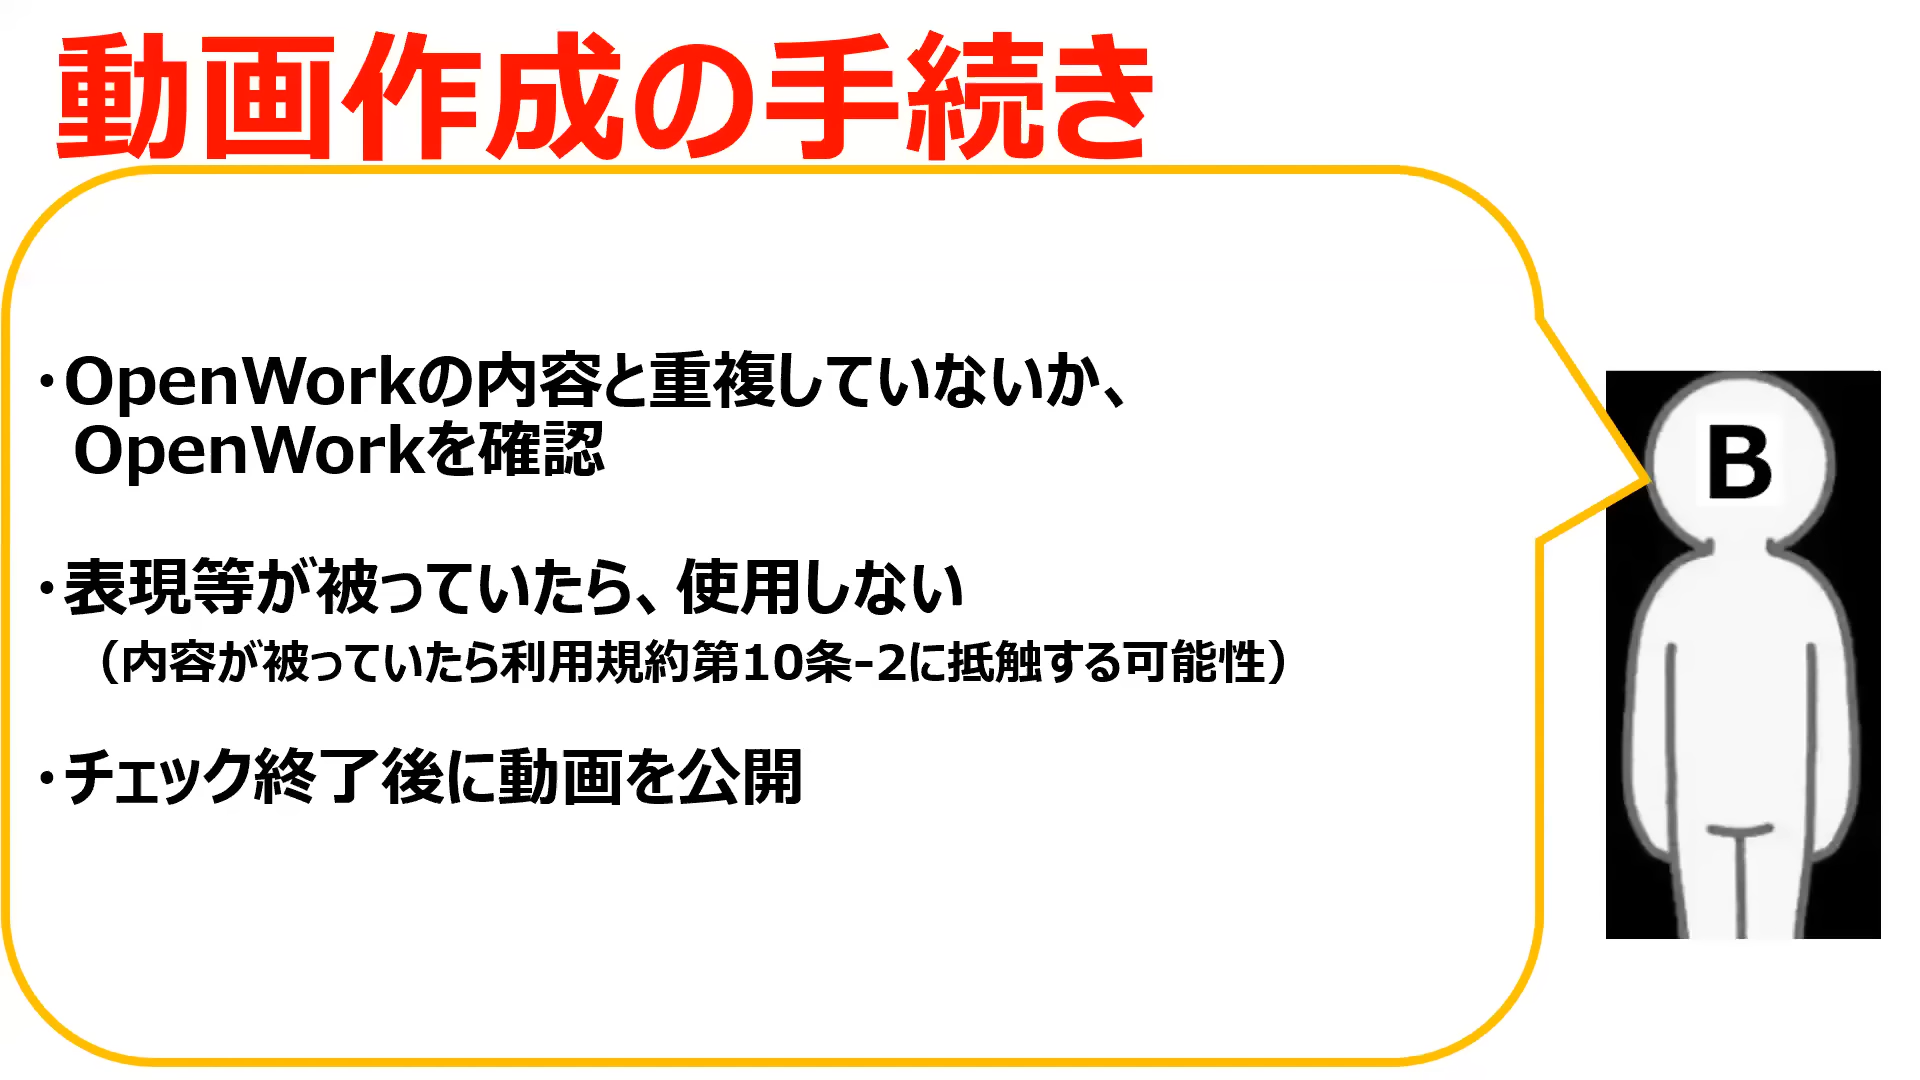 動画作成の手続き
・OpenWorkの内容と重複していないか、
OpenWorkを確認
・表現等が被っていたら、使用しない
（内容が被っていたら利用規約第10条-2に抵触する可能性）
・チェック終了後に動画を公開
B